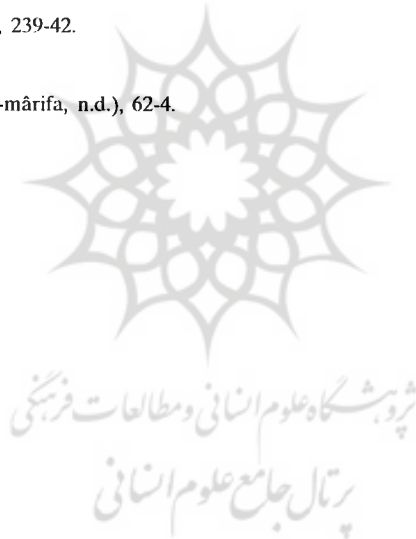 , 239-42.
-mârifa, n.d.), 62-4.
پژوهشگاه علوم انسانی و مطالعات فرهنگی
پرتال جامع علوم انسانی